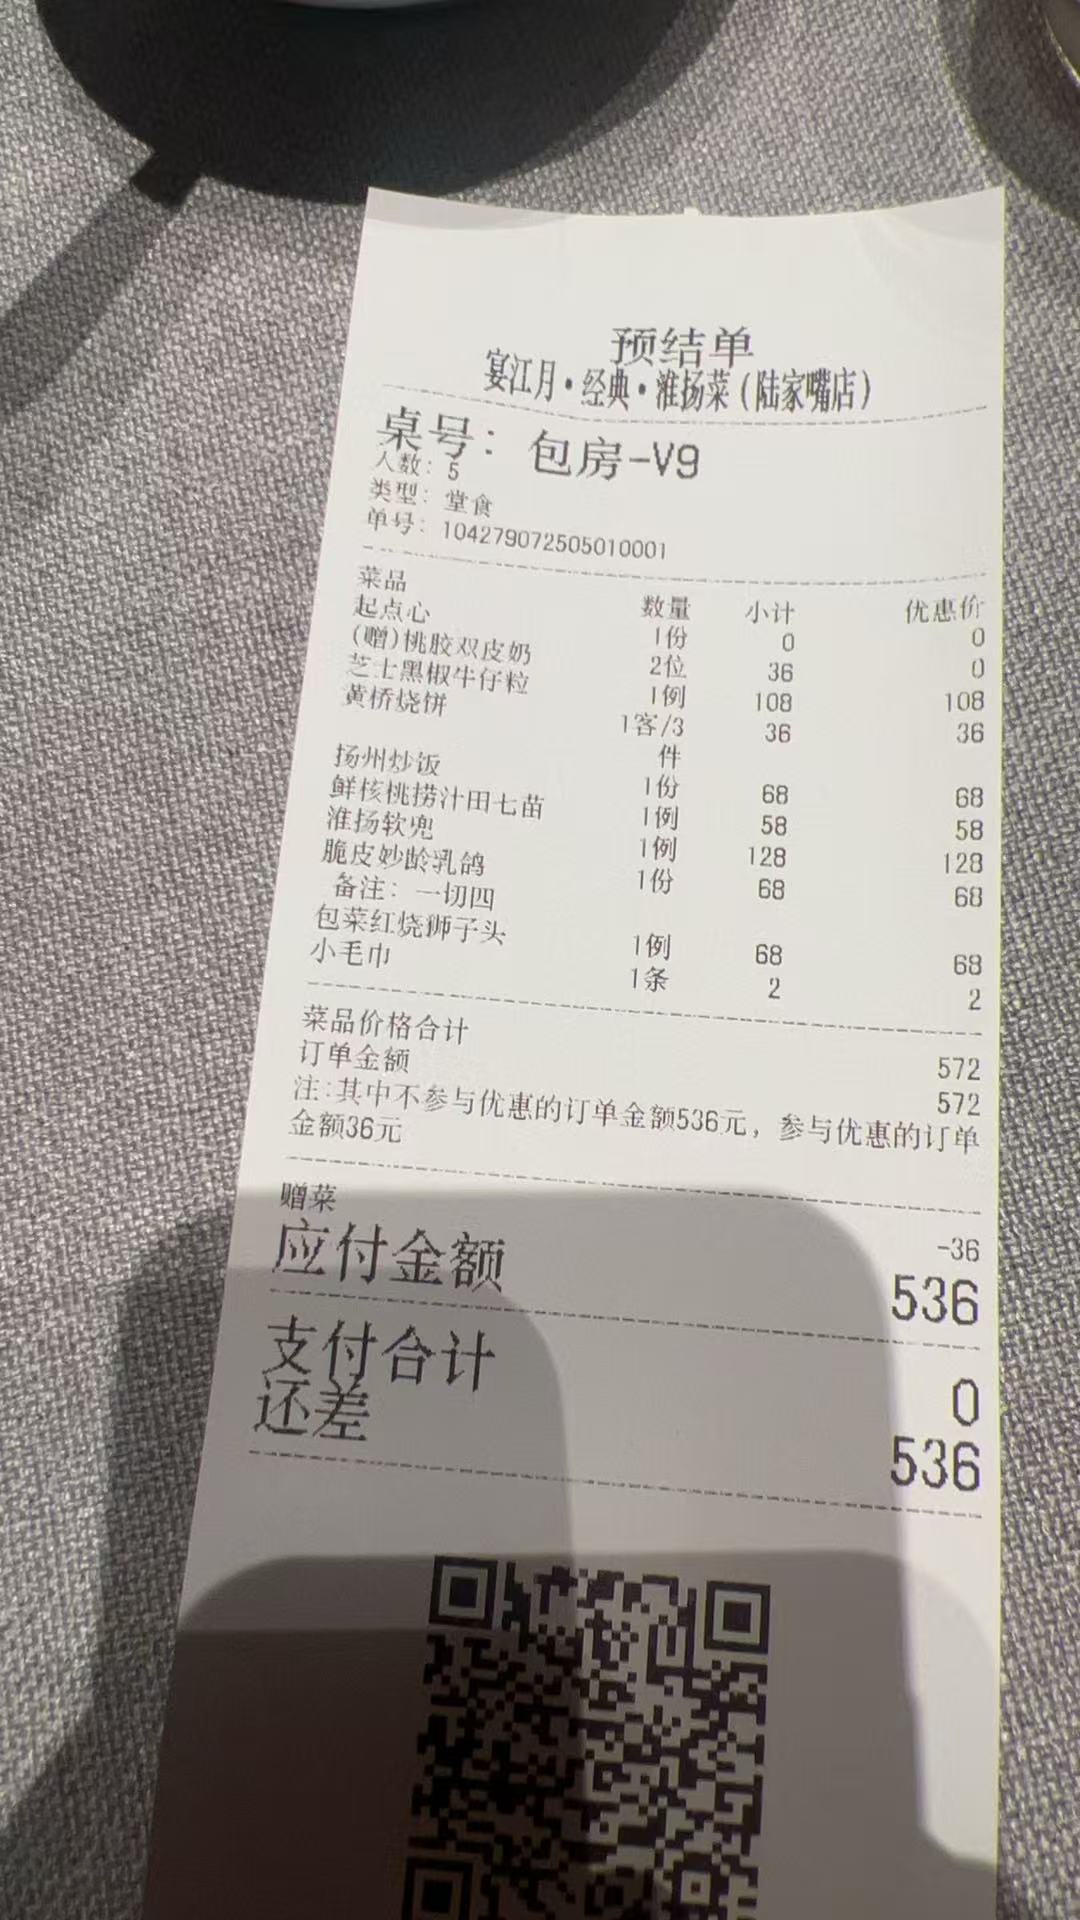 预结单
宴江月·经典·淮扬菜(陆家嘴店)
桌号: 包房-V9
人数: 5
类型: 堂食
单号: 104279072505010001
菜品 数量 小计 优惠价
起点心 1份 0 0
(赠)桃胶双皮奶 2位 36 0
芝士黑椒牛仔粒 1例 108 108
黄桥烧饼 1客/3 36 36
件
扬州炒饭 1份 68 68
鲜核桃捞汁田七苗 1例 58 58
淮扬软兜 1例 128 128
脆皮妙龄乳鸽 1份 68 68
备注: 一切四
包菜红烧狮子头 1例 68 68
小毛巾 1条 2 2
菜品价格合计 572
订单金额 572
注:其中不参与优惠的订单金额536元，参与优惠的订单
金额36元
赠菜 -36
应付金额 536
支付合计 0
还差 536